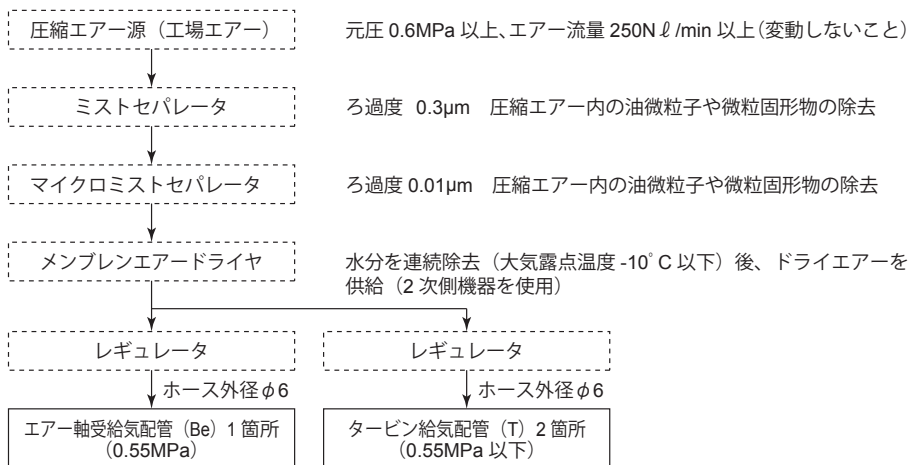 圧縮エアー源（工場エアー）
元圧 0.6MPa 以上、エアー流量 250N ℓ /min 以上（変動しないこと）
ミストセパレータ
ろ過度 0.3μm 圧縮エアー内の油微粒子や微粒固形物の除去
マイクロミストセパレータ
ろ過度 0.01μm 圧縮エアー内の油微粒子や微粒固形物の除去
メンブレンエアードライヤ
水分を連続除去（大気露点温度 -10°C 以下）後、ドライエアーを
供給（2 次側機器を使用）
レギュレータ
レギュレータ
ホース外径φ6
ホース外径φ6
エアー軸受給気配管（Be）1 箇所
（0.55MPa）
タービン給気配管（T）2 箇所
（0.55MPa 以下）